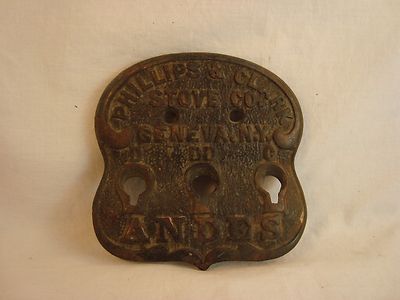 PHILLIPS & CLARK
STOVE CO.
GENEVA, N.Y.
ANDES